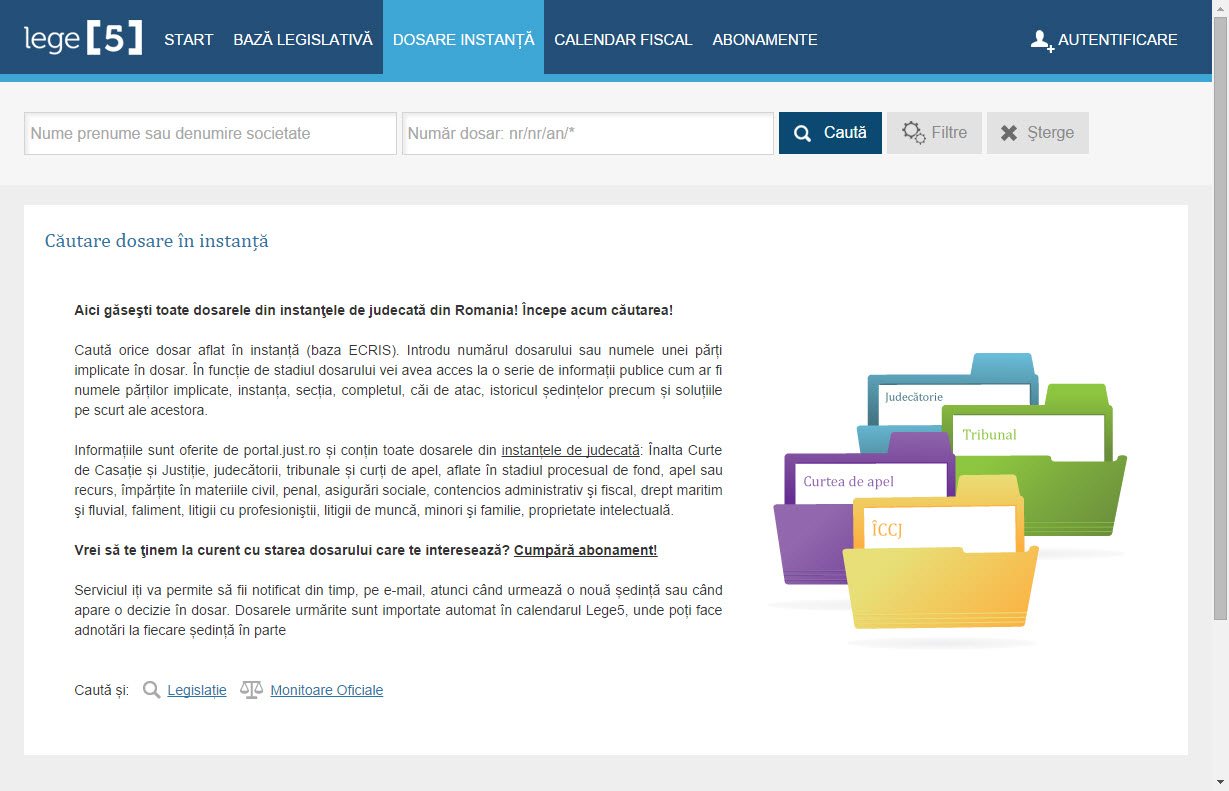 lege [5] START BAZĂ LEGISLATIVĂ DOSARE INSTANȚĂ CALENDAR FISCAL ABONAMENTE AUTENTIFICARE
Nume prenume sau denumire societate Număr dosar: nr/nr/an/* Caută Filtre Şterge
Căutare dosare în instanță
Aici găseşti toate dosarele din instanţele de judecată din Romania! Începe acum căutarea!
Caută orice dosar aflat în instanță (baza ECRIS). Introdu numărul dosarului sau numele unei părți
implicate în dosar. În funcție de stadiul dosarului vei avea acces la o serie de informații publice cum ar fi
numele părților implicate, instanța, secția, completul, căi de atac, istoricul ședințelor precum si soluțiile
pe scurt ale acestora.
Informațiile sunt oferite de portal.just.ro și conțin toate dosarele din instanțele de judecată: Înalta Curte
de Casație și Justiție, judecătorii, tribunale și curți de apel, aflate în stadiul procesual de fond, apel sau
recurs, împărțite în materiile civil, penal, asigurări sociale, contencios administrativ şi fiscal, drept maritim
şi fluvial, faliment, litigii cu profesioniştii, litigii de muncă, minori şi familie, proprietate intelectuală.
Vrei să te ţinem la curent cu starea dosarului care te interesează? Cumpără abonament!
Serviciul iți va permite să fii notificat din timp, pe e-mail, atunci când urmează o nouă ședință sau când
apare o decizie în dosar. Dosarele urmărite sunt importate automat în calendarul Lege5, unde poți face
adnotări la fiecare ședință în parte
Judecătorie
Tribunal
Curtea de apel
ÎCCJ
Caută și: Legislație Monitoare Oficiale